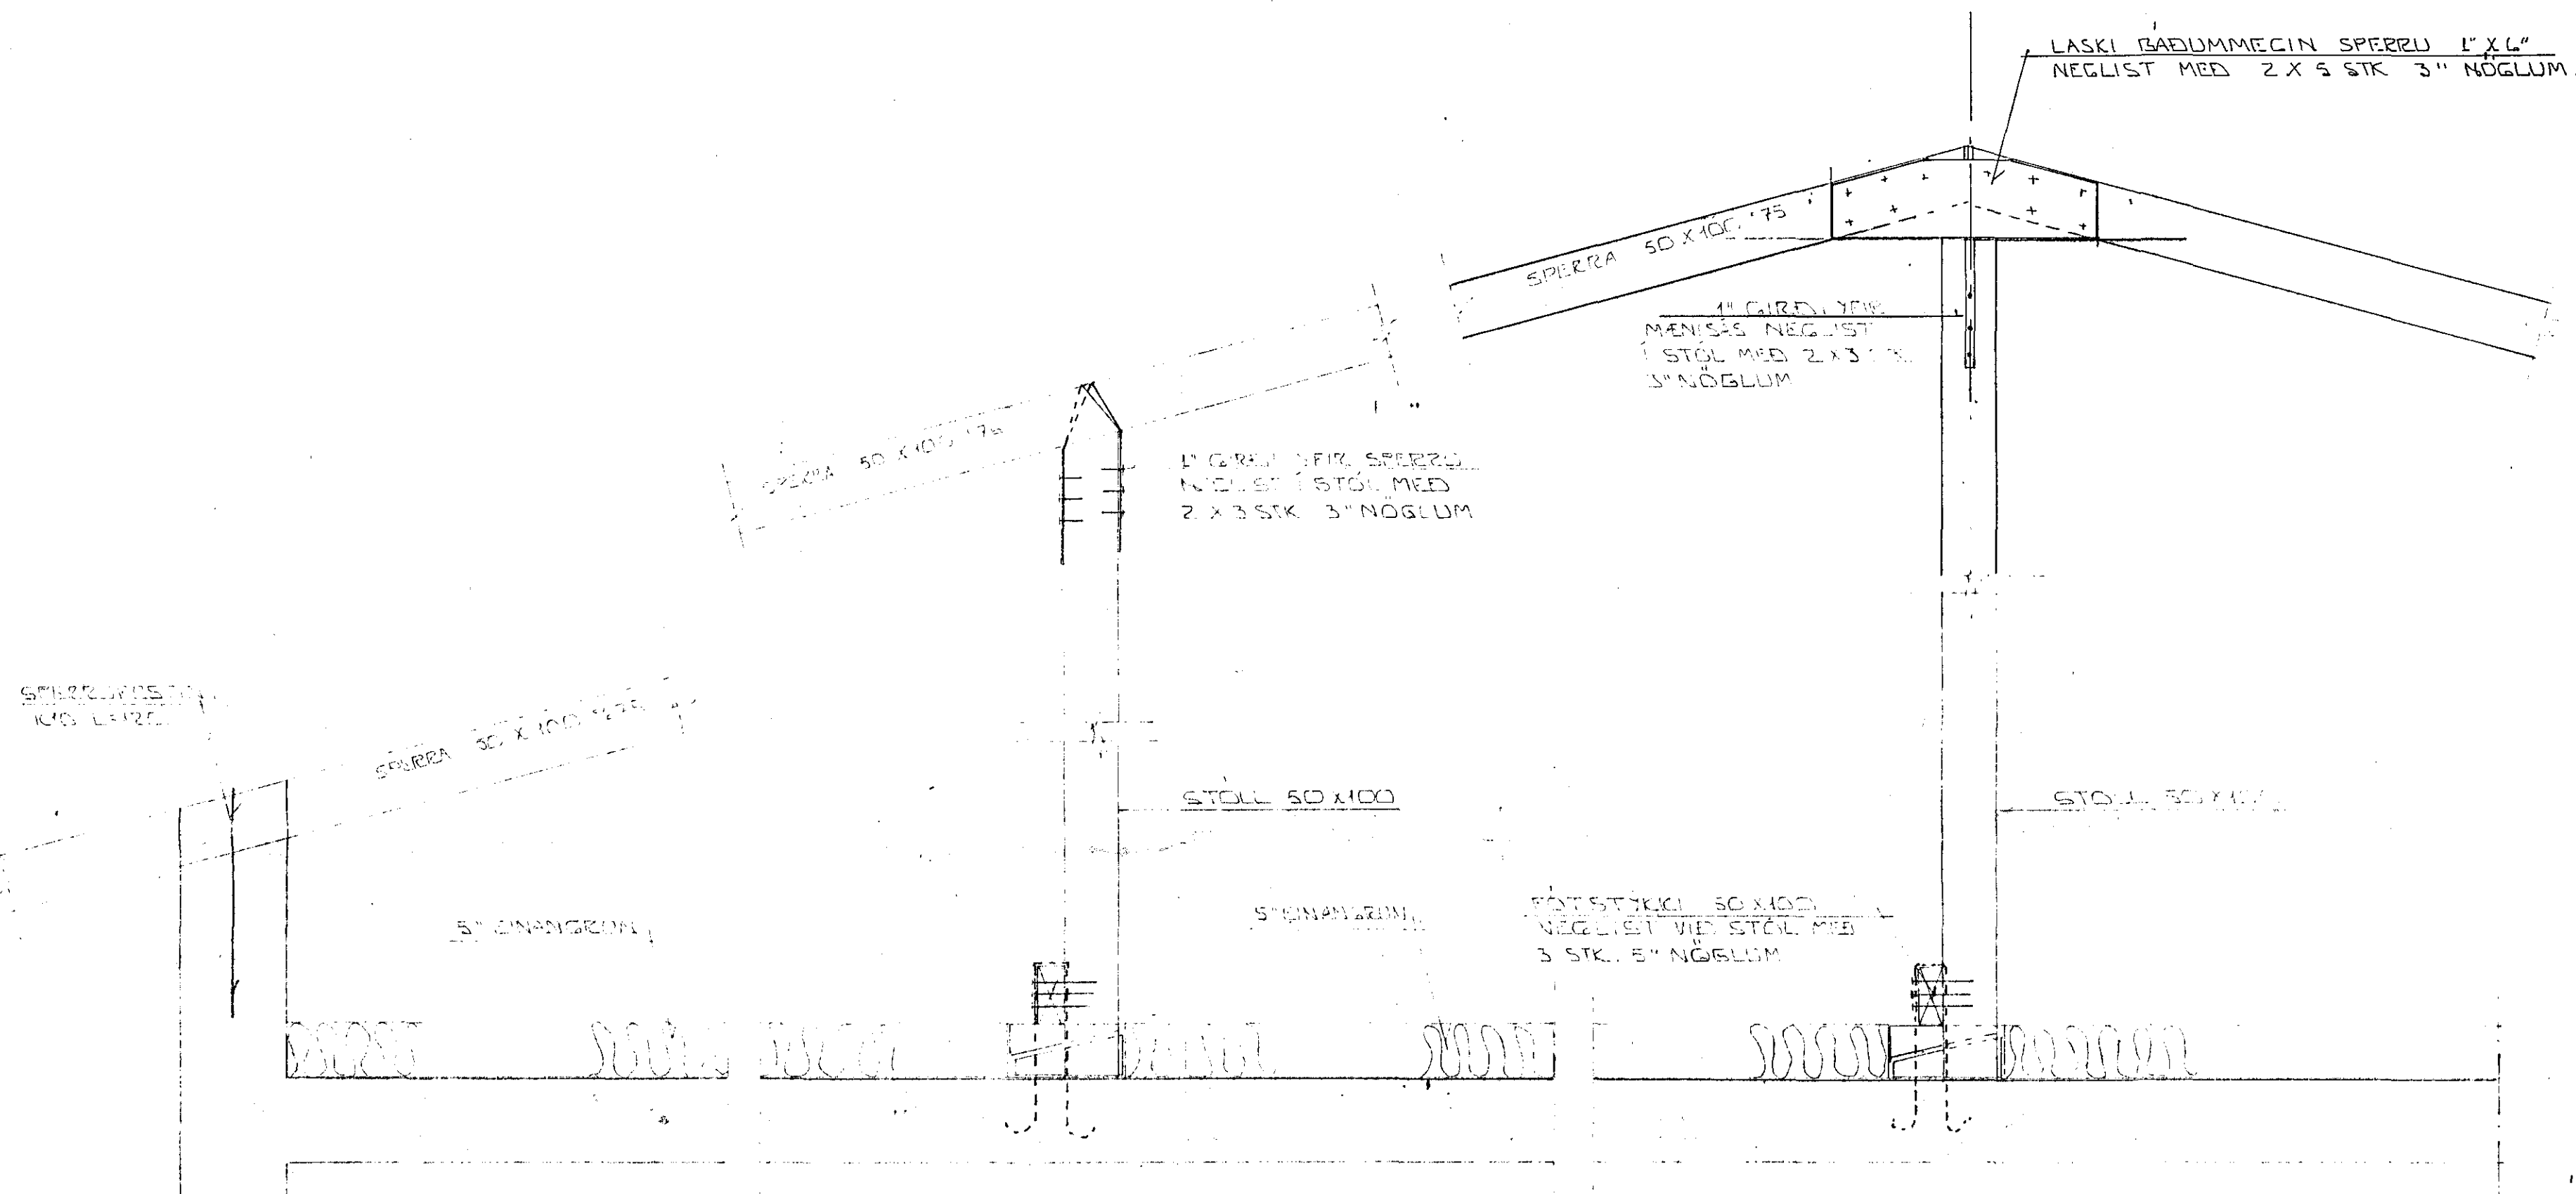 LASKI BÁÐUMMEGIN SPERRU 1" X 6"
NEGLIST MEÐ 2 X 5 STK 3" NÖGLUM
SPERRA 50 X 100 '75
1" GIRÐI YFIR
MÆNISÁS NEGLIST
Í STÓL MEÐ 2 X 3
3" NÖGLUM
SPERRA 50 X 100
1" GIRÐI YFIR SPERRU
NEGLIST Í STÓL MEÐ
2 X 3 STK 3" NÖGLUM
SPERRA 50 X 100
STÓLL 50 X 100
STÓLL
5" EINANGRUN
5" EINANGRUN
FÓTSTYKKI 50 X 100
NEGLIST VIÐ STÓL MEÐ
3 STK. 5" NÖGLUM